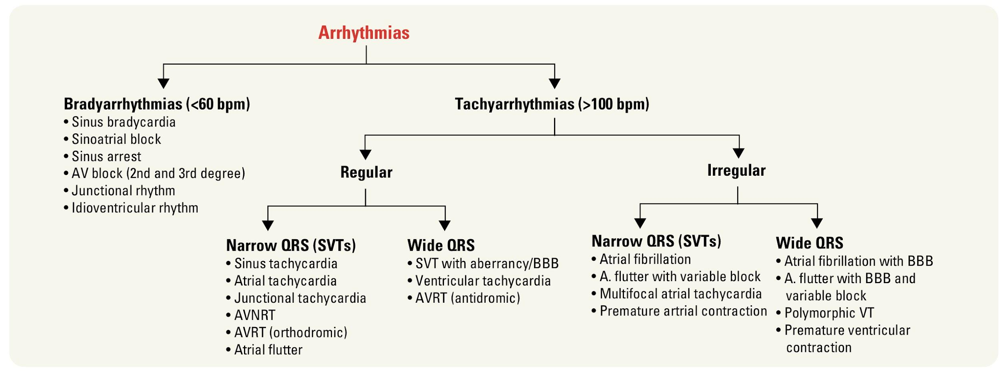 Arrhythmias
Bradyarrhythmias (<60 bpm)
• Sinus bradycardia
• Sinoatrial block
• Sinus arrest
• AV block (2nd and 3rd degree)
• Junctional rhythm
• Idioventricular rhythm
Tachyarrhythmias (>100 bpm)
Regular
Narrow QRS (SVTs)
• Sinus tachycardia
• Atrial tachycardia
• Junctional tachycardia
• AVNRT
• AVRT (orthodromic)
• Atrial flutter
Wide QRS
• SVT with aberrancy/BBB
• Ventricular tachycardia
• AVRT (antidromic)
Irregular
Narrow QRS (SVTs)
• Atrial fibrillation
• A. flutter with variable block
• Multifocal atrial tachycardia
• Premature artrial contraction
Wide QRS
• Atrial fibrillation with BBB
• A. flutter with BBB and
variable block
• Polymorphic VT
• Premature ventricular
contraction